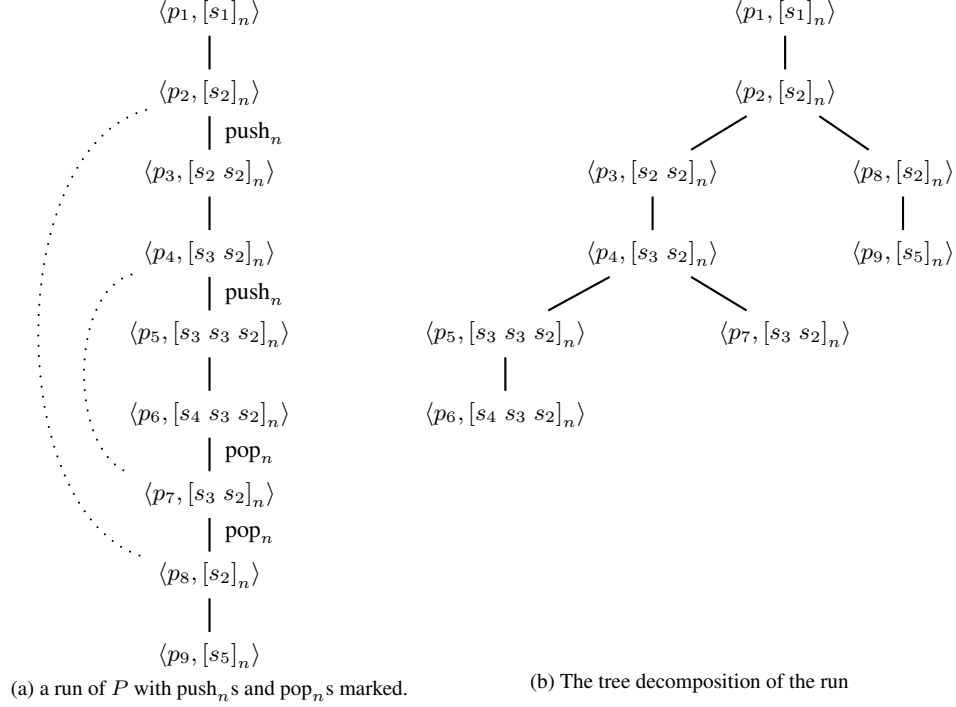 ⟨p₁, [s₁]ₙ⟩
⟨p₂, [s₂]ₙ⟩
pushₙ
⟨p₃, [s₂ s₂]ₙ⟩
⟨p₄, [s₃ s₂]ₙ⟩
pushₙ
⟨p₅, [s₃ s₃ s₂]ₙ⟩
⟨p₆, [s₄ s₃ s₂]ₙ⟩
popₙ
⟨p₇, [s₃ s₂]ₙ⟩
popₙ
⟨p₈, [s₂]ₙ⟩
⟨p₉, [s₅]ₙ⟩
(a) a run of P with pushₙs and popₙs marked.
⟨p₁, [s₁]ₙ⟩
⟨p₂, [s₂]ₙ⟩
⟨p₃, [s₂ s₂]ₙ⟩ ⟨p₈, [s₂]ₙ⟩
⟨p₄, [s₃ s₂]ₙ⟩ ⟨p₉, [s₅]ₙ⟩
⟨p₅, [s₃ s₃ s₂]ₙ⟩ ⟨p₇, [s₃ s₂]ₙ⟩
⟨p₆, [s₄ s₃ s₂]ₙ⟩
(b) The tree decomposition of the run